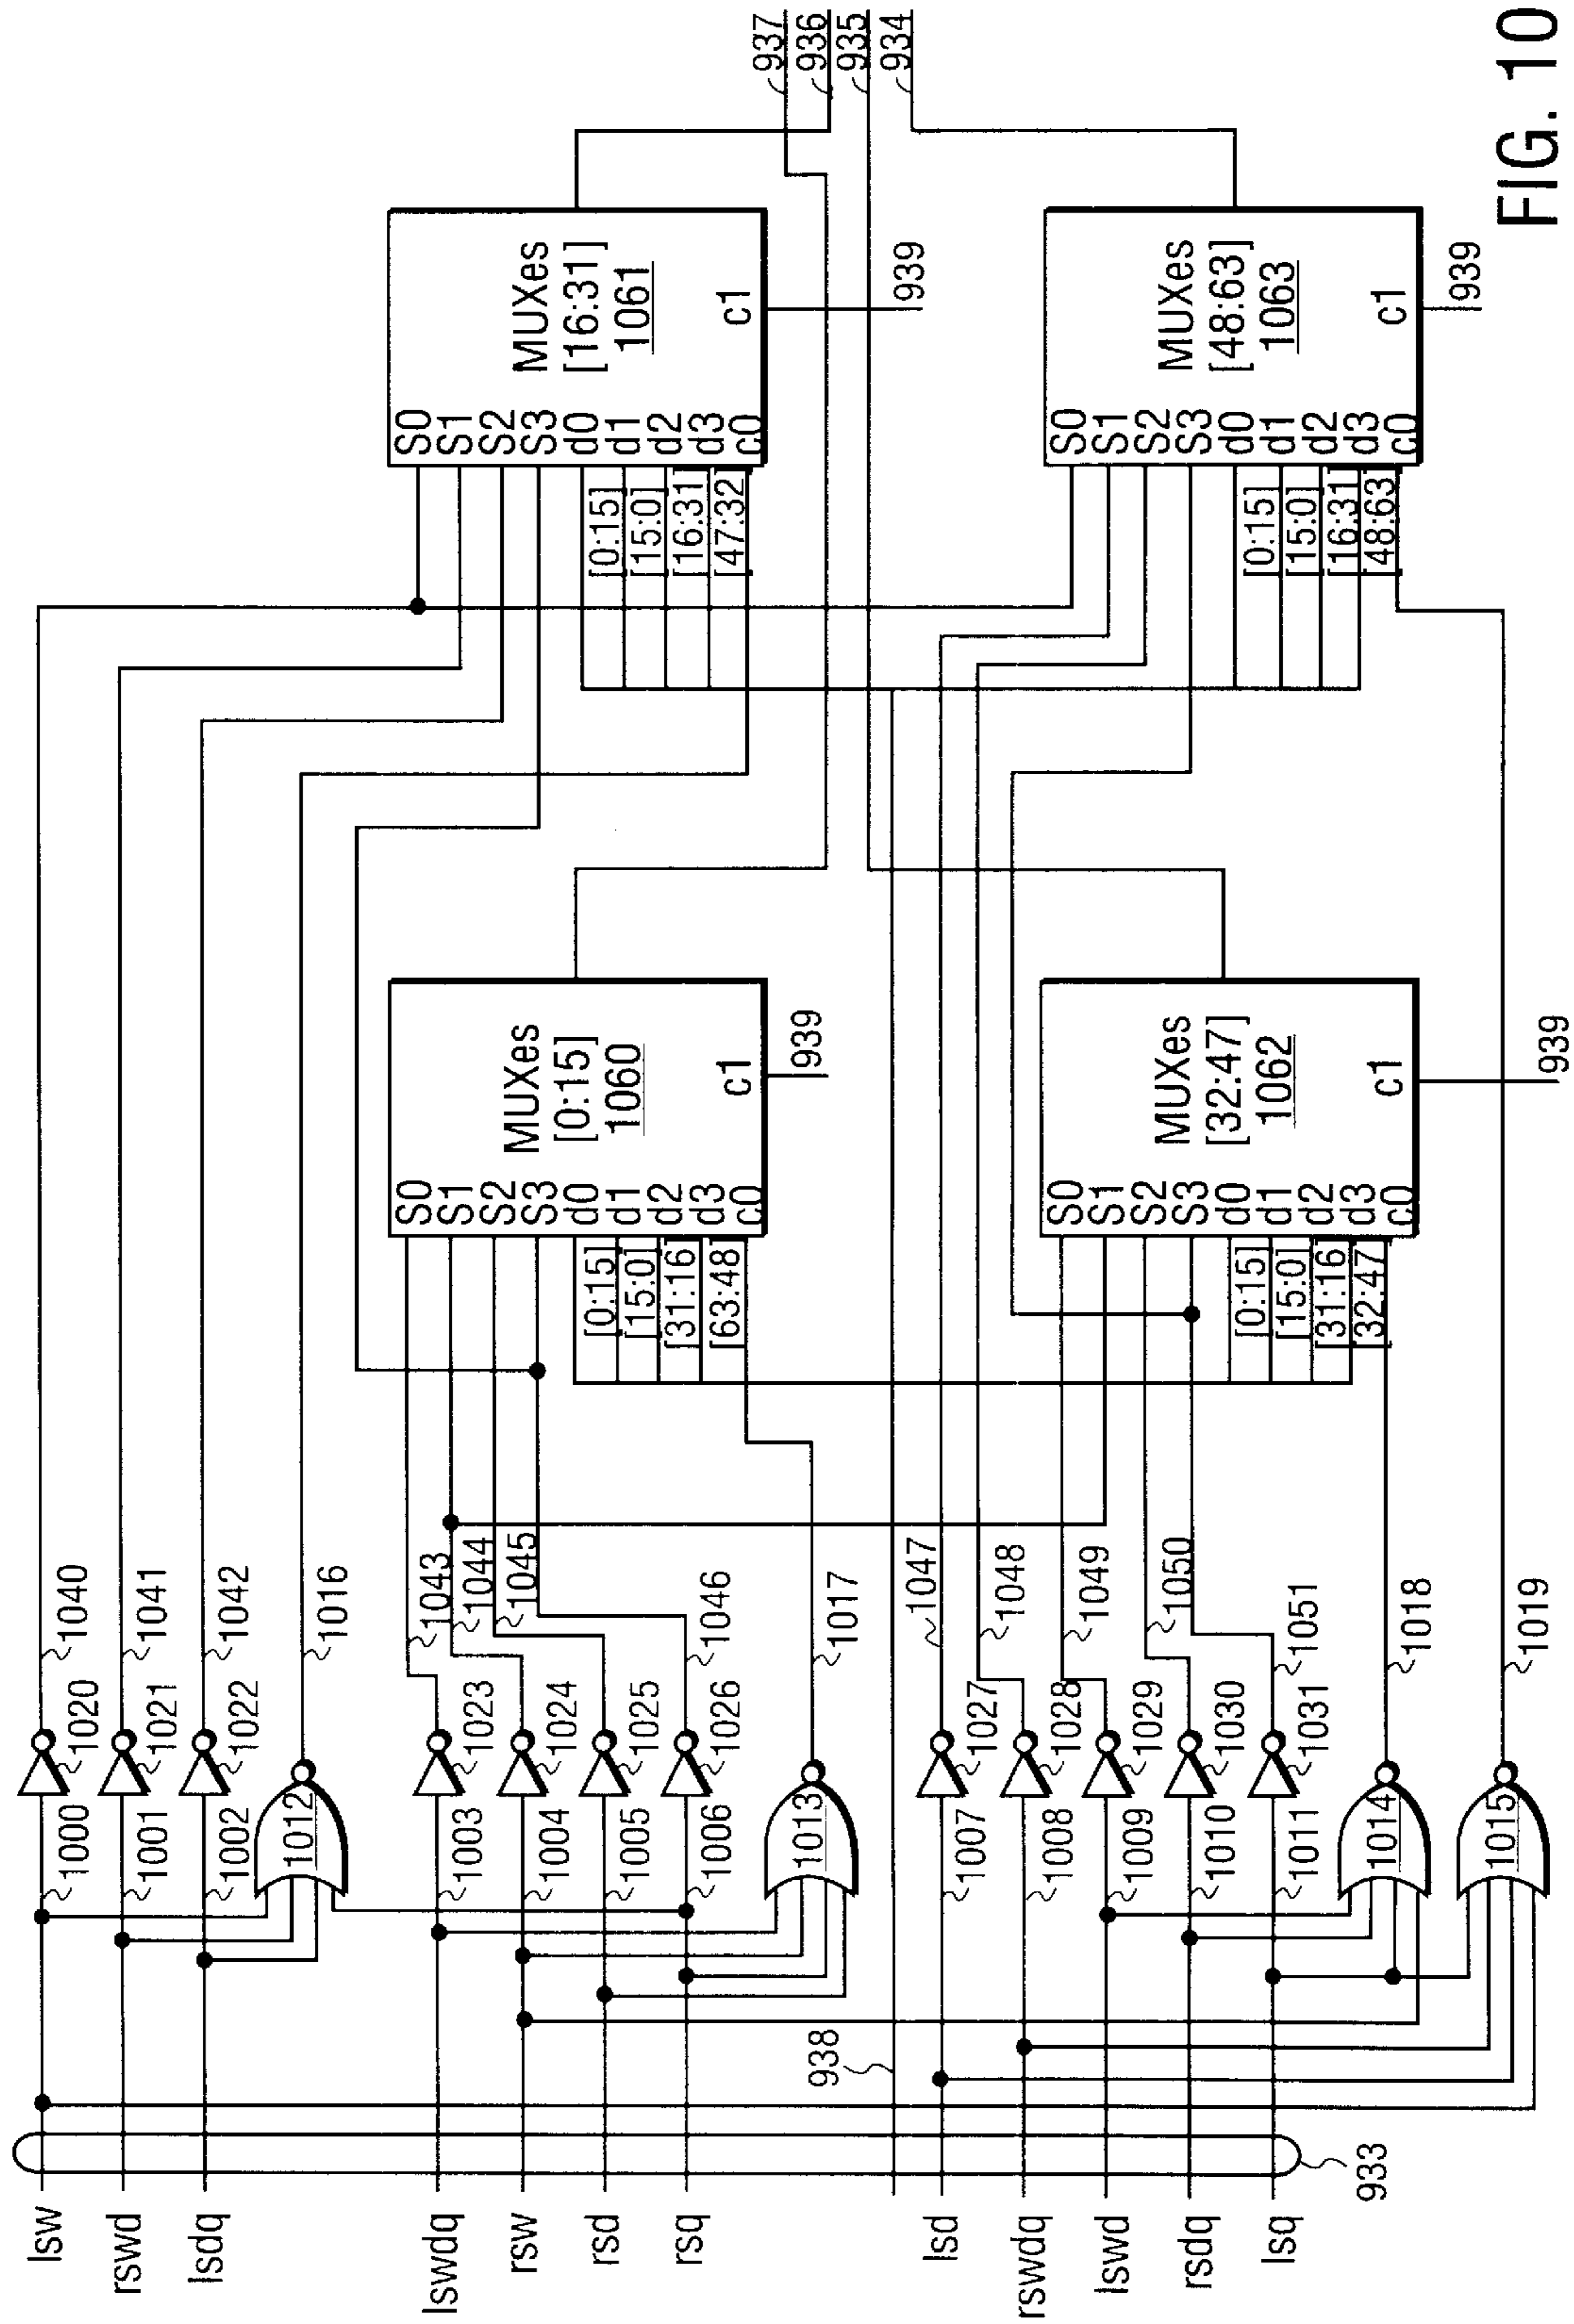 FIG. 10
937
936
935
934
lsw
rswd
lsdq
lswdq
rsw
rsd
rsq
lsd
rswdq
lswd
rsdq
lsq
933
938
1000
1001
1002
1012
1003
1004
1005
1006
1013
1007
1008
1009
1010
1011
1014
1015
1020
1021
1022
1023
1024
1025
1026
1027
1028
1029
1030
1031
1040
1041
1042
1016
1043
1044
1045
1046
1017
1047
1048
1049
1050
1051
1018
1019
S0
S1
S2
S3
d0
d1
d2
d3
c0
[0:15]
[15:0]
[31:16]
[63:48]
MUXes
[0:15]
1060
c1
939
S0
S1
S2
S3
d0
d1
d2
d3
c0
[0:15]
[15:0]
[31:16]
[32:47]
MUXes
[32:47]
1062
c1
939
S0
S1
S2
S3
d0
d1
d2
d3
c0
[0:15]
[15:0]
[16:31]
[47:32]
MUXes
[16:31]
1061
c1
939
S0
S1
S2
S3
d0
d1
d2
d3
c0
[0:15]
[15:0]
[16:31]
[48:63]
MUXes
[48:63]
1063
c1
939